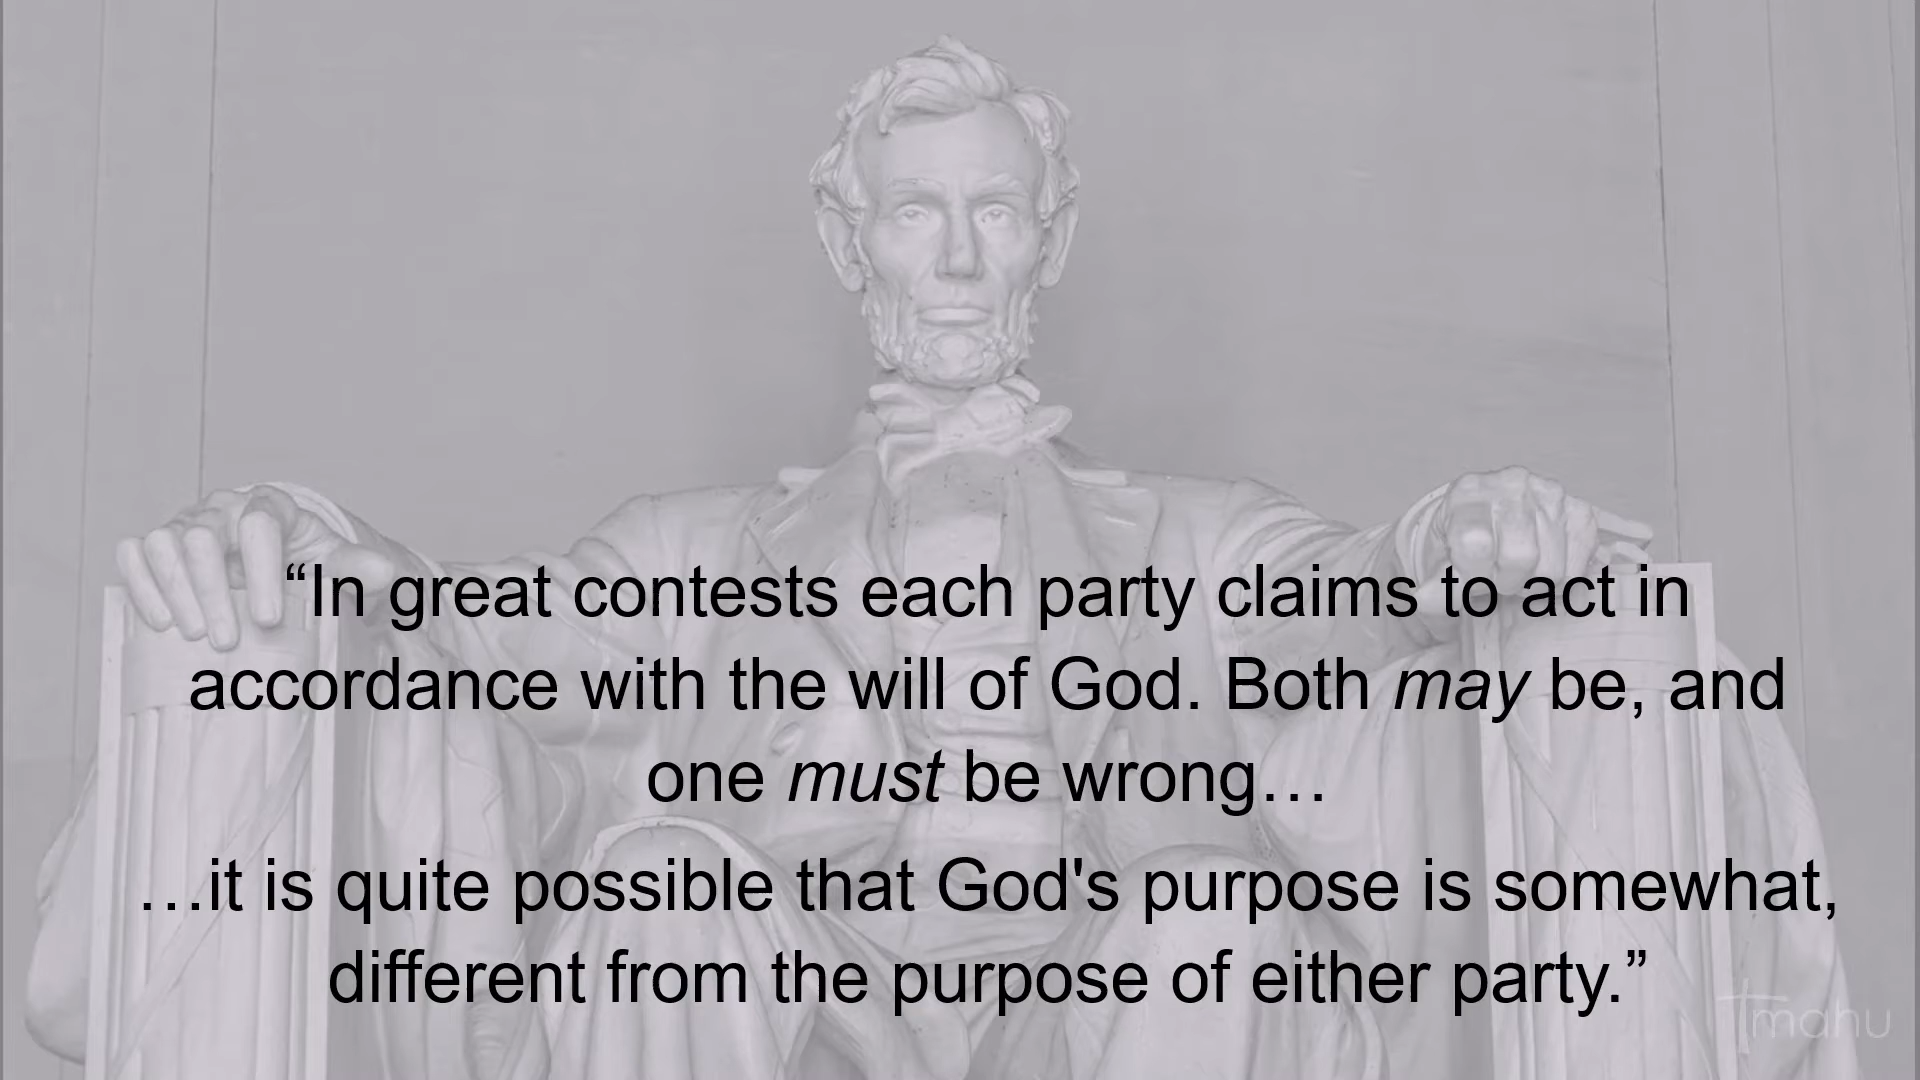 “In great contests each party claims to act in
accordance with the will of God. Both may be, and
one must be wrong…
…it is quite possible that God's purpose is somewhat,
different from the purpose of either party.”
Tmahu